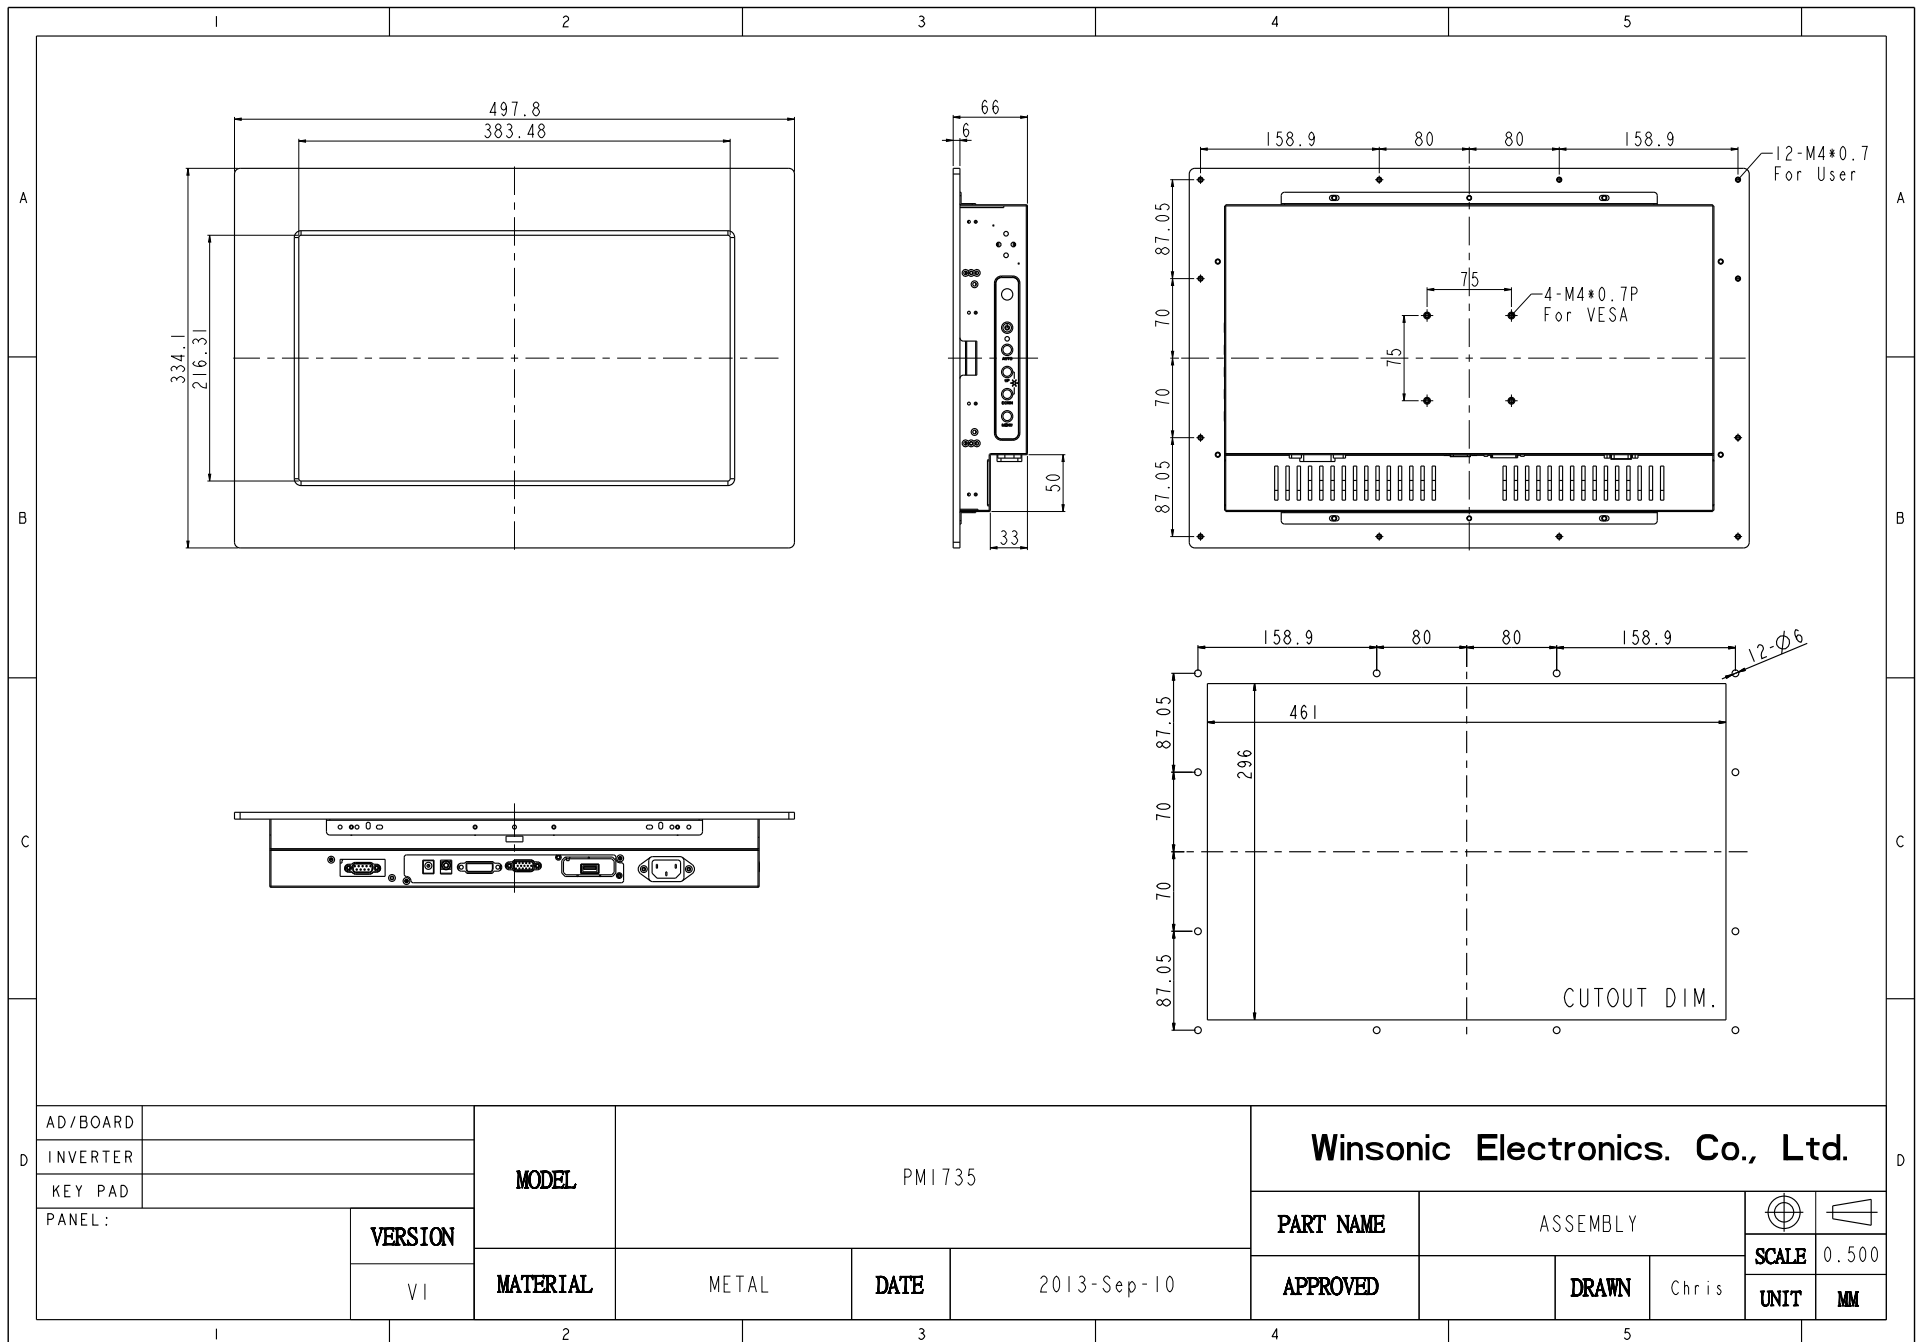 1 2 3 4 5
A
A
B
B
C
C
D
D
497.8
383.48
334.1
216.31
66
6
50
33
158.9 80 80 158.9
12-M4*0.7
For User
87.05
70
70
87.05
75
75
4-M4*0.7P
For VESA
158.9 80 80 158.9
12-Ø6
87.05
70
70
87.05
461
296
CUTOUT DIM.
AD/BOARD
INVERTER
KEY PAD
PANEL:
VERSION
V1
MODEL
PM1735
MATERIAL
METAL
DATE
2013-Sep-10
Winsonic Electronics. Co., Ltd.
PART NAME
ASSEMBLY
APPROVED
DRAWN
Chris
SCALE
0.500
UNIT
MM
1 2 3 4 5